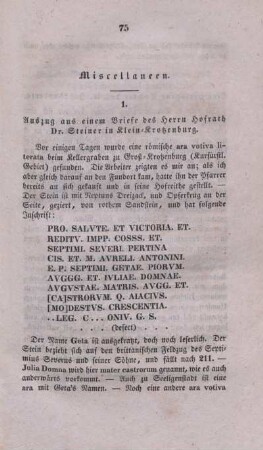 75
Miscellaneen.
1.
Auszug aus einem Briefe des Herrn Hofrath
Dr. Steiner in Klein-Krotzenburg.
Vor einigen Tagen wurde eine römische ara votiva
litterata beim Kellergraben zu Groß-Krotzenburg (Kurfürstl.
Gebiet) gefunden. Die Arbeiter zeigten es mir an; als ich
aber gleich darauf an den Fundort kam, hatte ihn der Pfarrer
bereits an sich gekauft und in seine Hofreithe gestellt. —
Der Stein ist mit Neptuns Dreizack, und Opferkrug an der
Seite, geziert, von rothem Sandstein, und hat folgende
Inschrift:
PRO. SALVTE. ET. VICTORIA. ET.
REDITV. IMPP. COSSS. ET.
SEPTIMI. SEVERI. PERTINA
CIS. ET. M. AVRELI. ANTONINI.
E. P. SEPTIMI. GHTAE. PIORVM.
AVGGG. ET. IVLIAE. DOMNAE.
AVGVSTAE. MATRIS. AVGG. ET.
[CA]STRORVM. Q. AIACIVS.
[MO]DESTVS. CRESCENTIA.
..LEG. C... ONIV. G. S.
. . . . (defect) . . . .
Der Name Geta ist ausgekratzt, doch noch leserlich. Der
Stein bezieht sich auf den brittanischen Feldzug des Septi-
mius Severus und seiner Söhne, und fällt nach 211. —
Julia Domna wird hier mater castrorum genannt, wie es auch
anderwärts vorkommt. — Auch zu Seeligenstadt ist eine
ara mit Geta's Namen. — Noch eine andere ara votiva